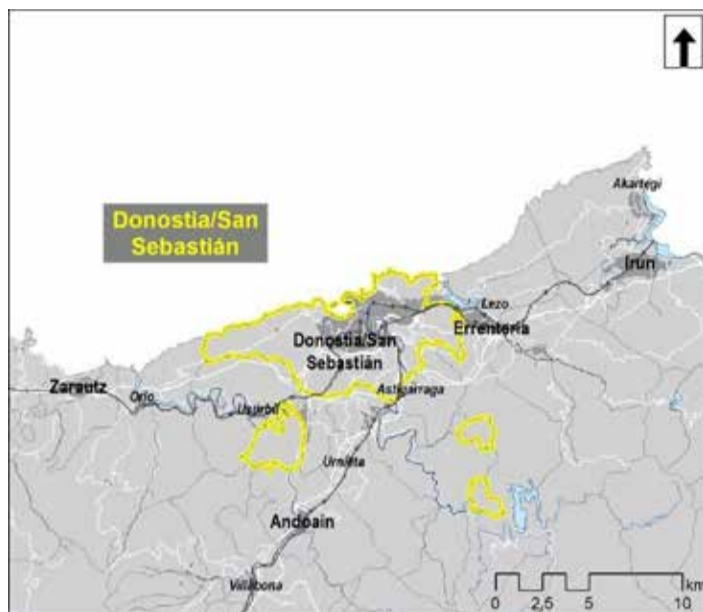 Akartegi
Donostia/San
Sebastián
Irun
Lezo
Errenteria
Donostia/San
Sebastián
Zarautz
Orio
Astigarraga
Usurbil
Urnieta
Andoain
Villabona
km
0 2,5 5 10